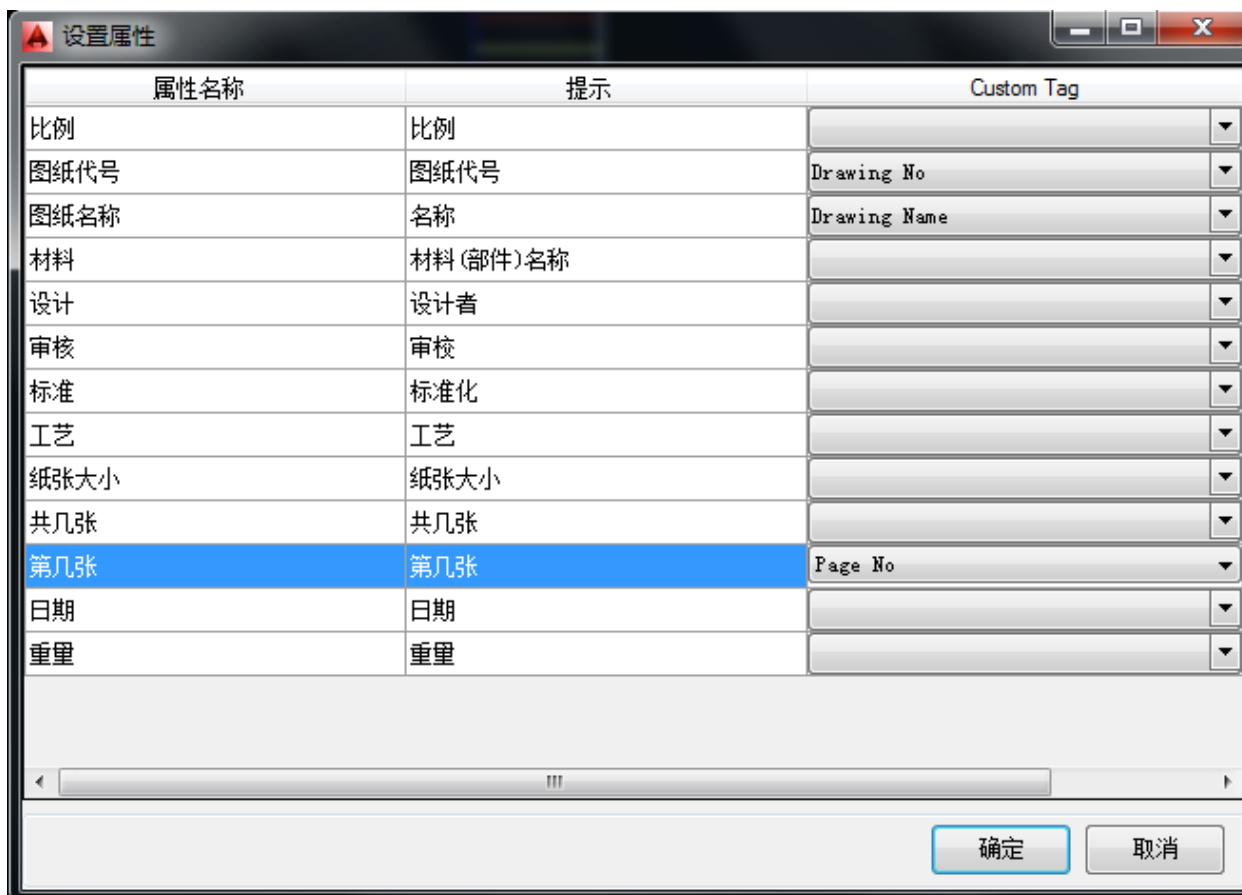 设置属性
属性名称 提示 Custom Tag
比例 比例
图纸代号 图纸代号 Drawing No
图纸名称 名称 Drawing Name
材料 材料(部件)名称
设计 设计者
审核 审校
标准 标准化
工艺 工艺
纸张大小 纸张大小
共几张 共几张
第几张 第几张 Page No
日期 日期
重量 重量
确定 取消